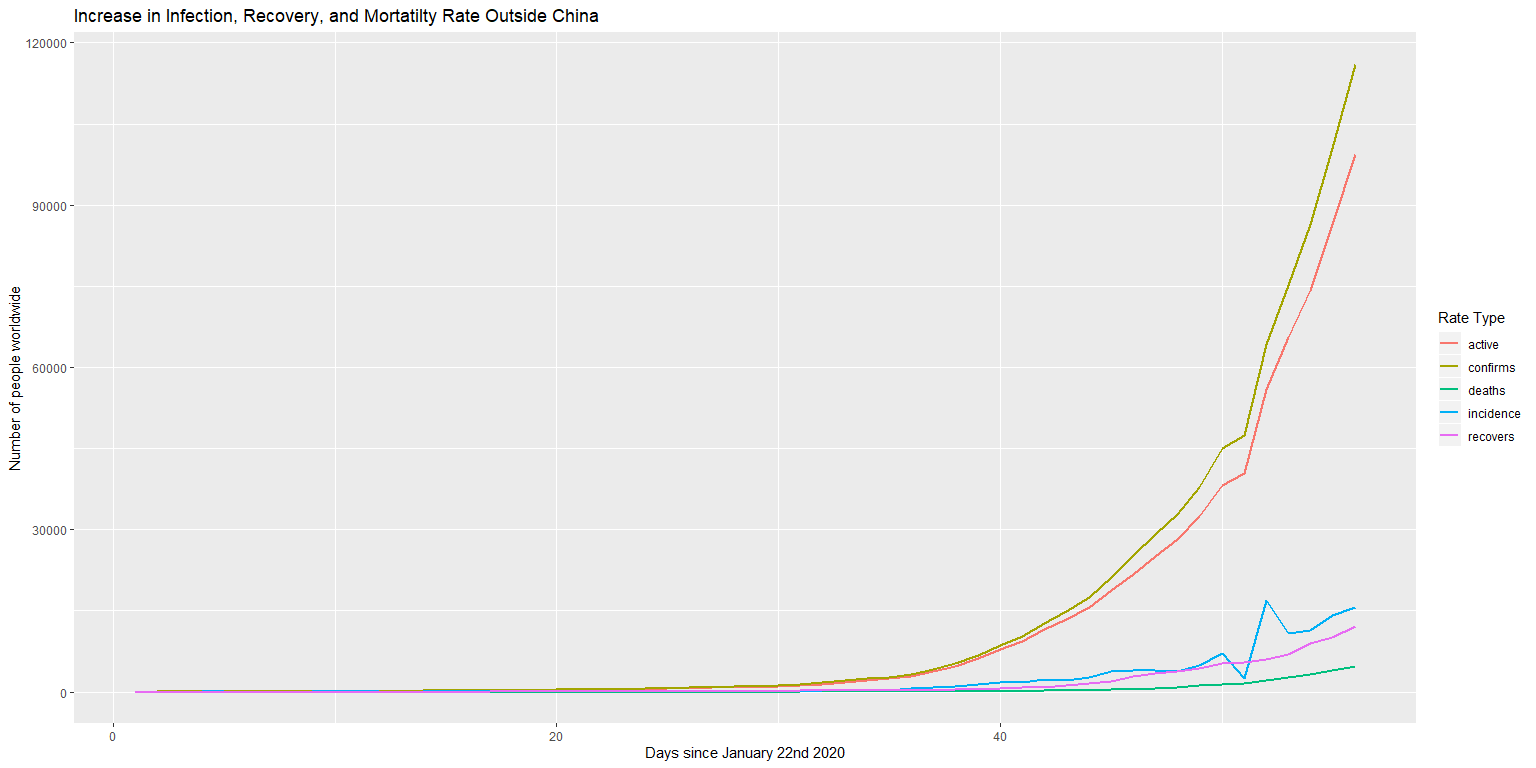 Increase in Infection, Recovery, and Mortatilty Rate Outside China
Number of people worldwide
120000
90000
60000
30000
0
0 20 40
Days since January 22nd 2020
Rate Type
active
confirms
deaths
incidence
recovers